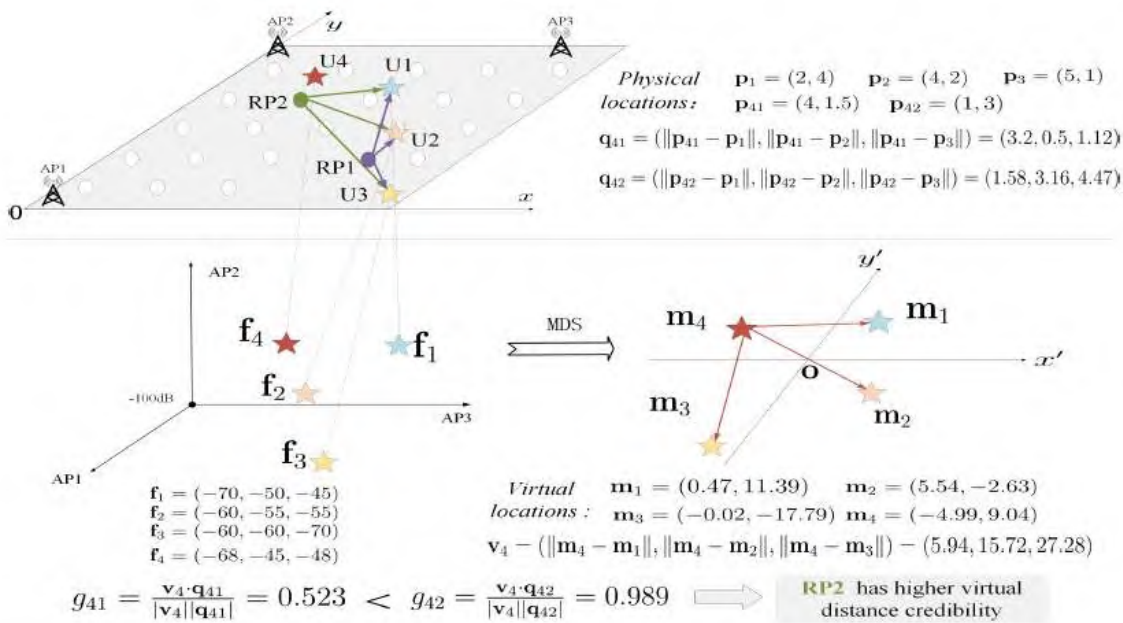 AP2
AP3
y
U4
U1
RP2
U2
RP1
AP1
U3
O
x
Physical locations: p₁ = (2, 4) p₂ = (4, 2) p₃ = (5, 1)
p₄₁ = (4, 1.5) p₄₂ = (1, 3)
q₄₁ = (‖p₄₁ − p₁‖, ‖p₄₁ − p₂‖, ‖p₄₁ − p₃‖) = (3.2, 0.5, 1.12)
q₄₂ = (‖p₄₂ − p₁‖, ‖p₄₂ − p₂‖, ‖p₄₂ − p₃‖) = (1.58, 3.16, 4.47)
AP2
f₄
f₁
f₂
-100dB
AP3
f₃
AP1
MDS
y′
m₄
m₁
x′
o
m₃
m₂
f₁ = (−70, −50, −45)
f₂ = (−60, −55, −55)
f₃ = (−60, −60, −70)
f₄ = (−68, −45, −48)
Virtual locations : m₁ = (0.47, 11.39) m₂ = (5.54, −2.63)
m₃ = (−0.02, −17.79) m₄ = (−4.99, 9.04)
v₄ − (‖m₄ − m₁‖, ‖m₄ − m₂‖, ‖m₄ − m₃‖) − (5.94, 15.72, 27.28)
g₄₁ = v₄·q₄₁ / |v₄||q₄₁| = 0.523 < g₄₂ = v₄·q₄₂ / |v₄||q₄₂| = 0.989
RP2 has higher virtual
distance credibility